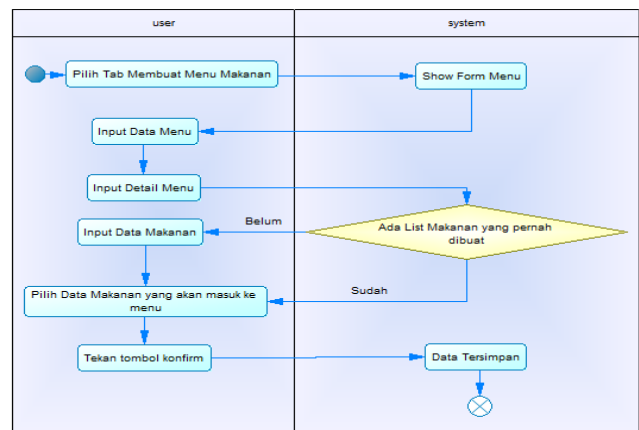 user
system
Pilih Tab Membuat Menu Makanan
Show Form Menu
Input Data Menu
Input Detail Menu
Ada List Makanan yang pernah
dibuat
Belum
Input Data Makanan
Sudah
Pilih Data Makanan yang akan masuk ke
menu
Tekan tombol konfirm
Data Tersimpan